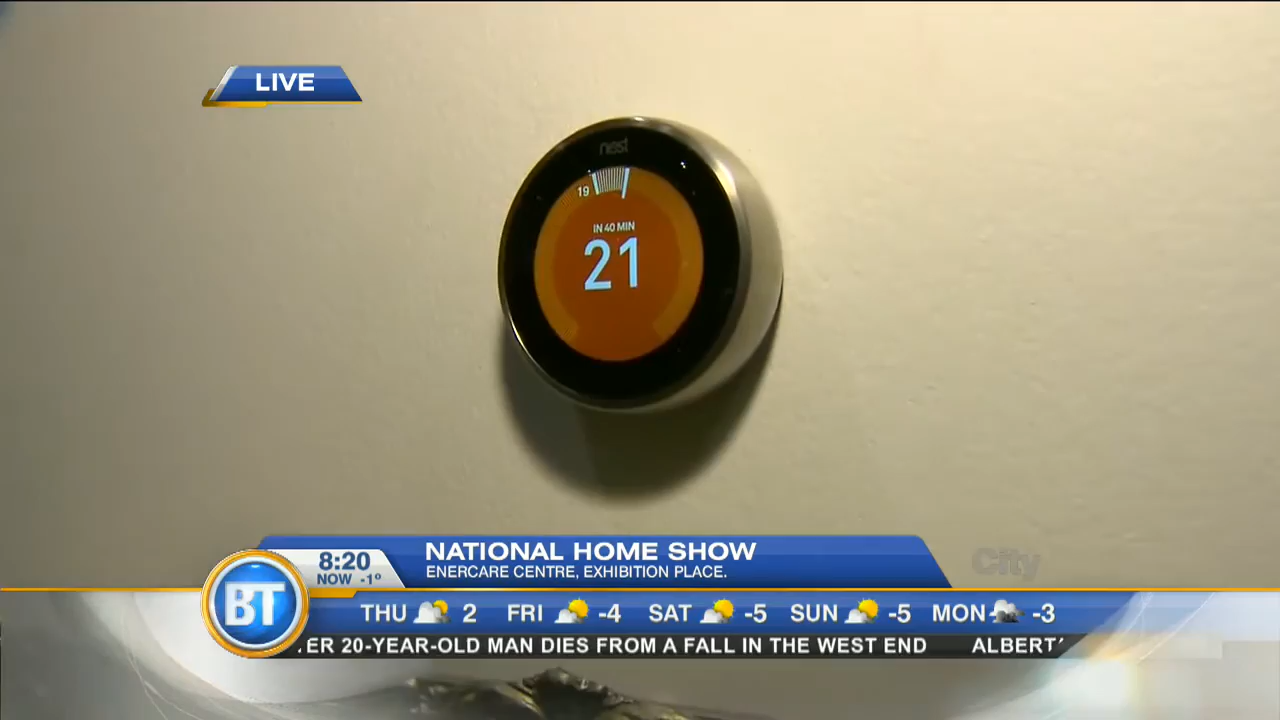 LIVE
nest
19
IN 40 MIN
21
NATIONAL HOME SHOW
ENERCARE CENTRE, EXHIBITION PLACE.
8:20
NOW -1°
City
BT
THU 2 FRI -4 SAT -5 SUN -5 MON -3
ER 20-YEAR-OLD MAN DIES FROM A FALL IN THE WEST END ALBERT